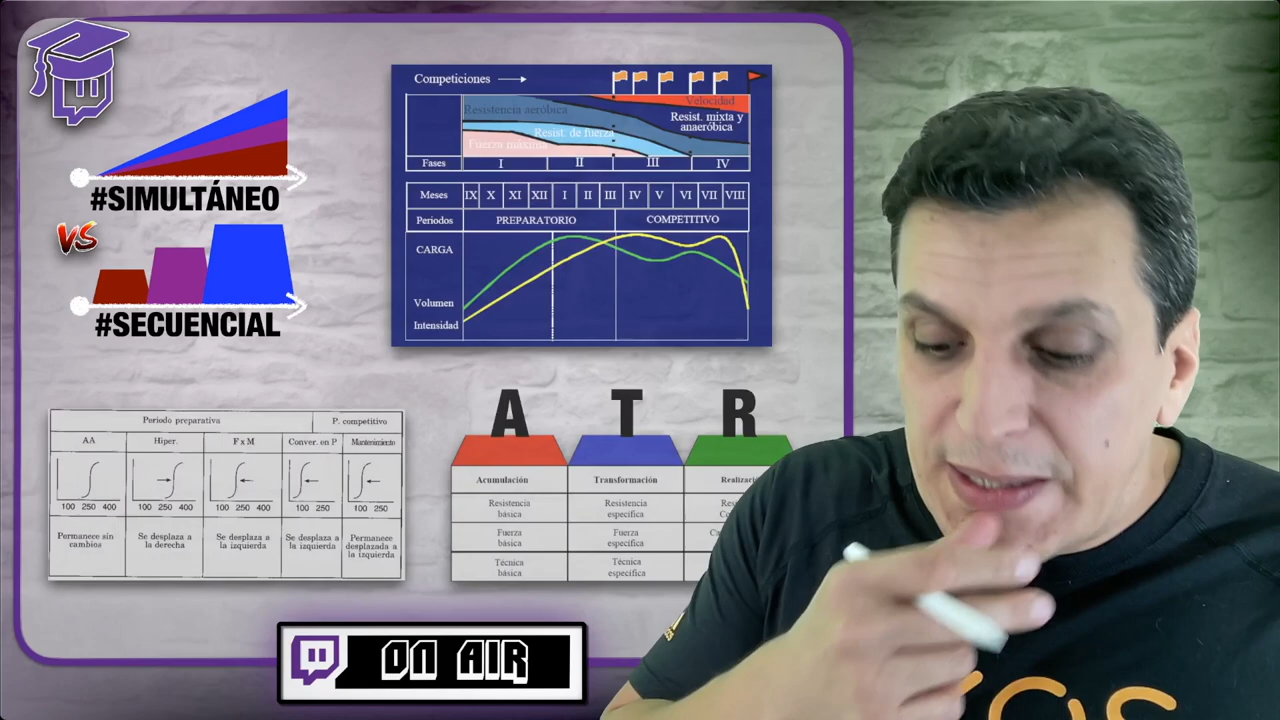 #SIMULTÁNEO
VS
#SECUENCIAL
Competiciones
Resistencia aeróbica
Velocidad
Resist. mixta y
anaeróbica
Resist. de fuerza
Fuerza máxima
Fases I II III IV
Meses IX X XI XII I II III IV V VI VII VIII
Periodos PREPARATORIO COMPETITIVO
CARGA
Volumen
Intensidad
Periodo preparativa P. competitivo
AA Hiper. F x M Conver. en P Mantenimiento
100 250 400 100 250 400 100 250 400 100 250 100 250
Permanece sin
cambios
Se desplaza a
la derecha
Se desplaza a
la izquierda
Se desplaza a
la izquierda
Permanece
desplazada a
la izquierda
A T R
Acumulación Transformación
Resistencia
básica
Resistencia
específica
Fuerza
básica
Fuerza
específica
Técnica
básica
Técnica
específica
ON AIR